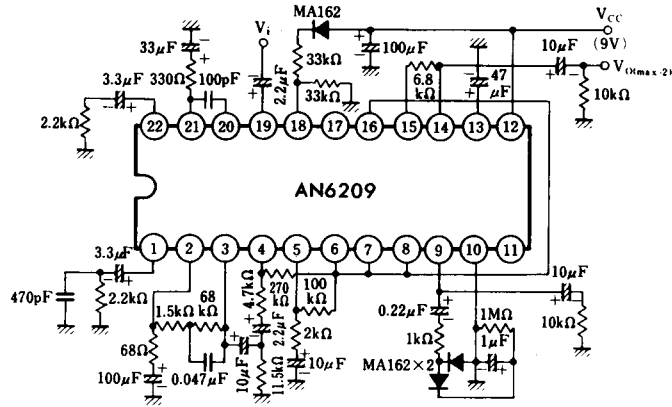 MA162
Vi
VCC
(9V)
33μF
330Ω
100pF
2.2μF
33kΩ
33kΩ
100μF
6.8
kΩ
47
μF
10μF
VO(max·2)
10kΩ
3.3μF
2.2kΩ
22
21
20
19
18
17
16
15
14
13
12
AN6209
1
2
3
4
5
6
7
8
9
10
11
3.3μF
470pF
2.2kΩ
1.5kΩ
68
kΩ
68Ω
100μF
0.047μF
10μF
4.7kΩ
2.2μF
11.5kΩ
270
kΩ
100
kΩ
2kΩ
10μF
0.22μF
1kΩ
MA162×2
1MΩ
1μF
10μF
10kΩ